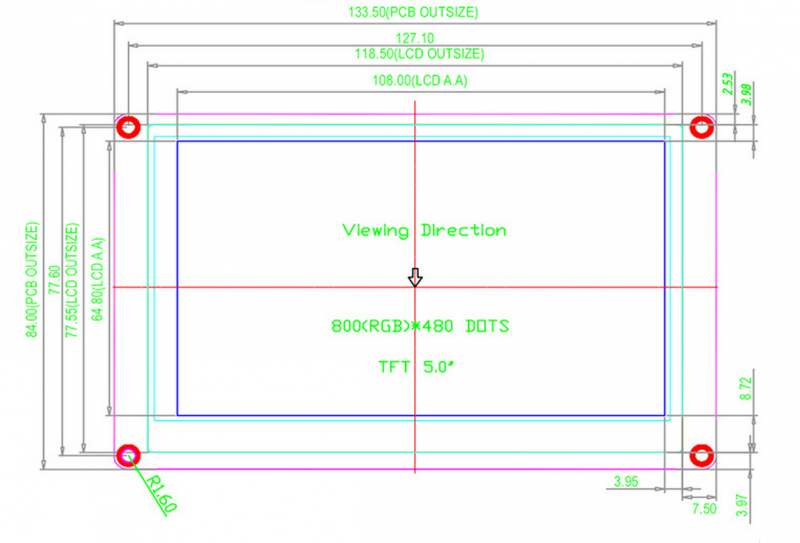 133.50(PCB OUTSIZE)
127.10
118.50(LCD OUTSIZE)
108.00(LCD A.A)
2.53
3.98
84.00(PCB OUTSIZE)
77.60
77.55(LCD OUTSIZE)
64.80(LCD A.A)
Viewing Direction
800(RGB)*480 DOTS
TFT 5.0"
8.72
R1.60
3.95
7.50
3.97